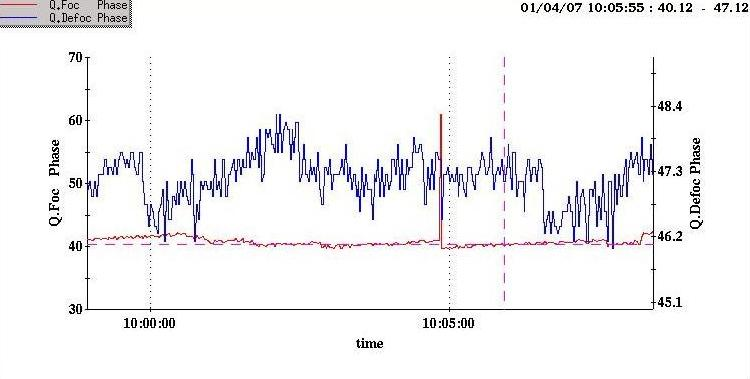 Q.Foc Phase
Q.Defoc Phase
01/04/07 10:05:55 : 40.12 - 47.12
70
60
50
40
30
Q.Foc Phase
48.4
47.3
46.2
45.1
Q.Defoc Phase
10:00:00
10:05:00
time